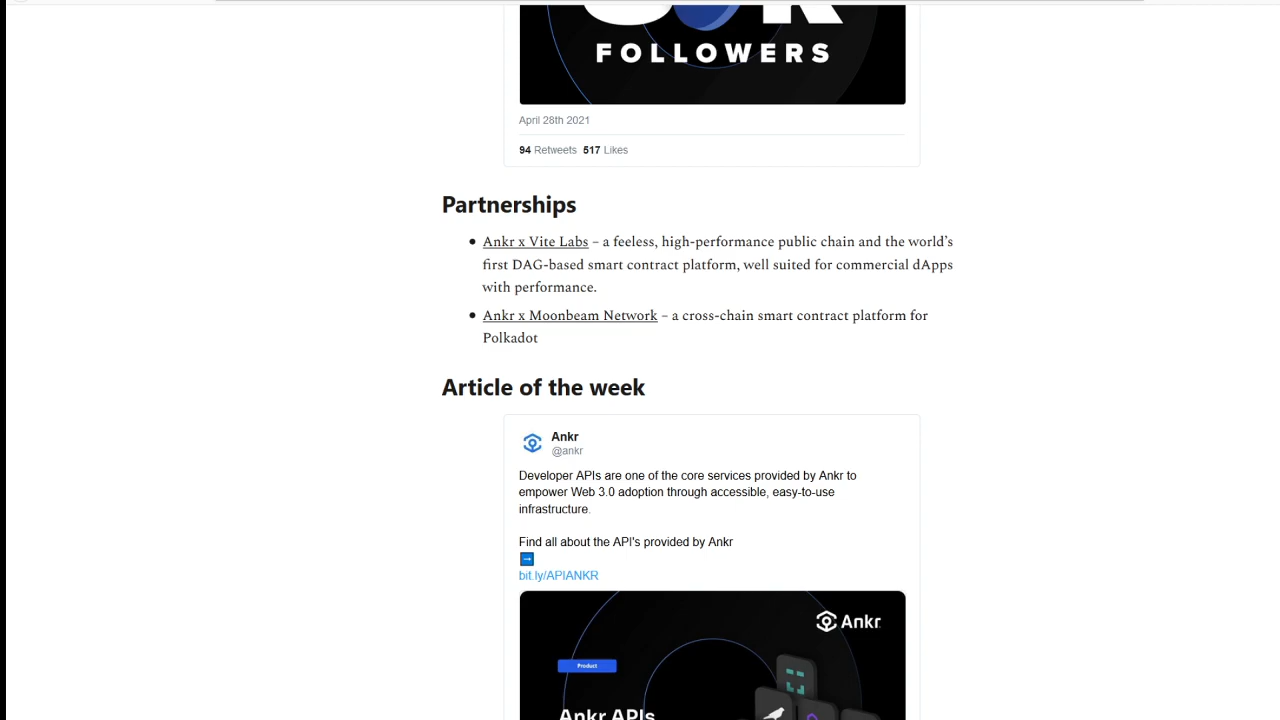 FOLLOWERS
April 28th 2021
94 Retweets 517 Likes
Partnerships
• Ankr x Vite Labs – a feeless, high-performance public chain and the world’s
first DAG-based smart contract platform, well suited for commercial dApps
with performance.
• Ankr x Moonbeam Network – a cross-chain smart contract platform for
Polkadot
Article of the week
Ankr
@ankr
Developer APIs are one of the core services provided by Ankr to
empower Web 3.0 adoption through accessible, easy-to-use
infrastructure.
Find all about the API's provided by Ankr
➡
bit.ly/APIANKR
Ankr
Product
Ankr APIs